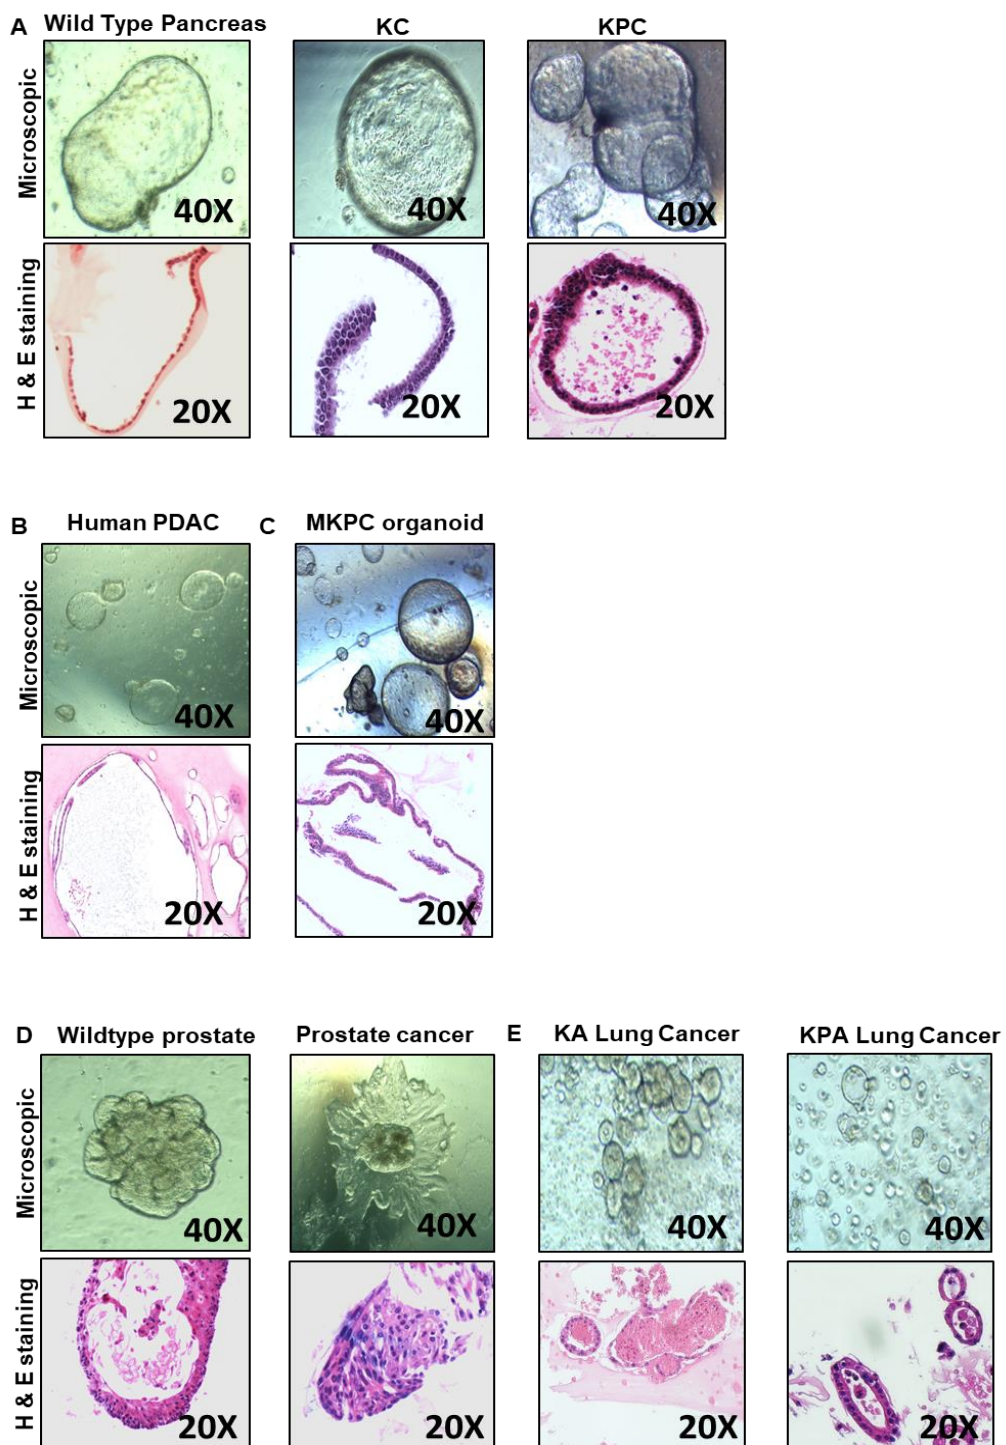 A Wild Type Pancreas KC KPC
Microscopic
40X 40X 40X
H & E staining
20X 20X 20X
B Human PDAC C MKPC organoid
Microscopic
40X 40X
H & E staining
20X 20X
D Wildtype prostate Prostate cancer E KA Lung Cancer KPA Lung Cancer
Microscopic
40X 40X 40X 40X
H & E staining
20X 20X 20X 20X